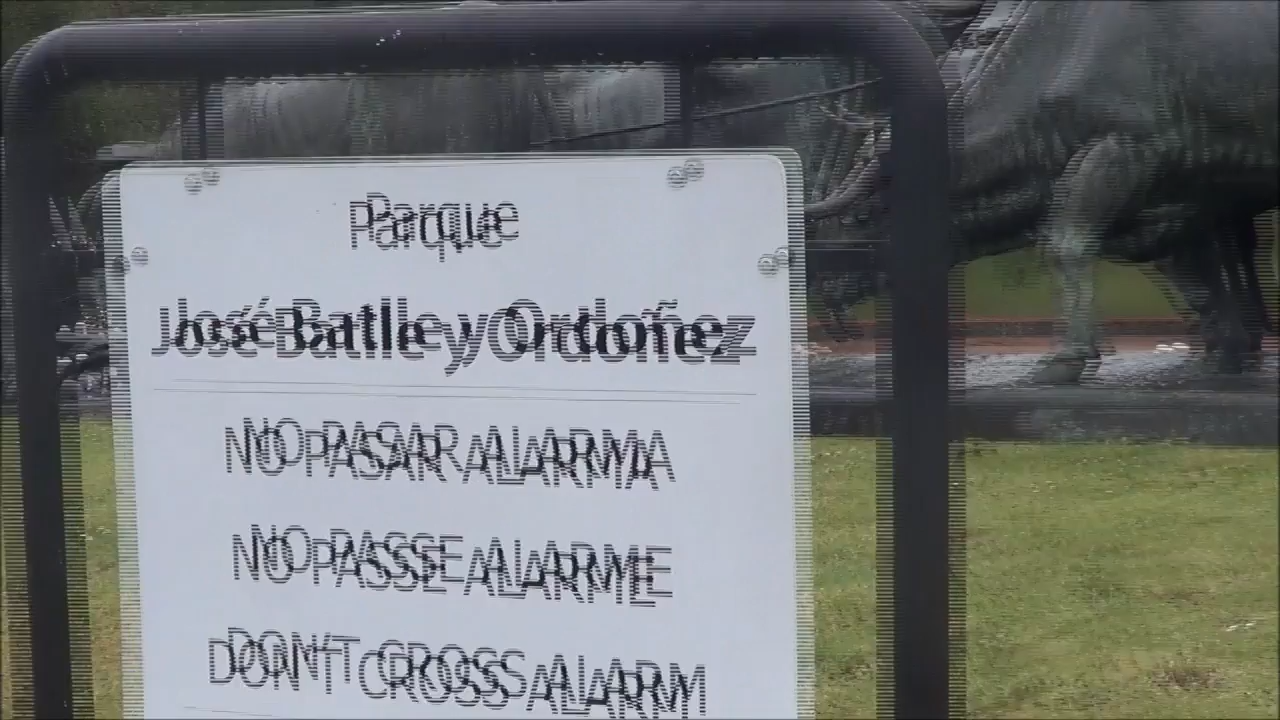 Parque
José Batlle y Ordoñez
NO PASAR ALARMA
NO PASSE ALARME
DON'T CROSS ALARM